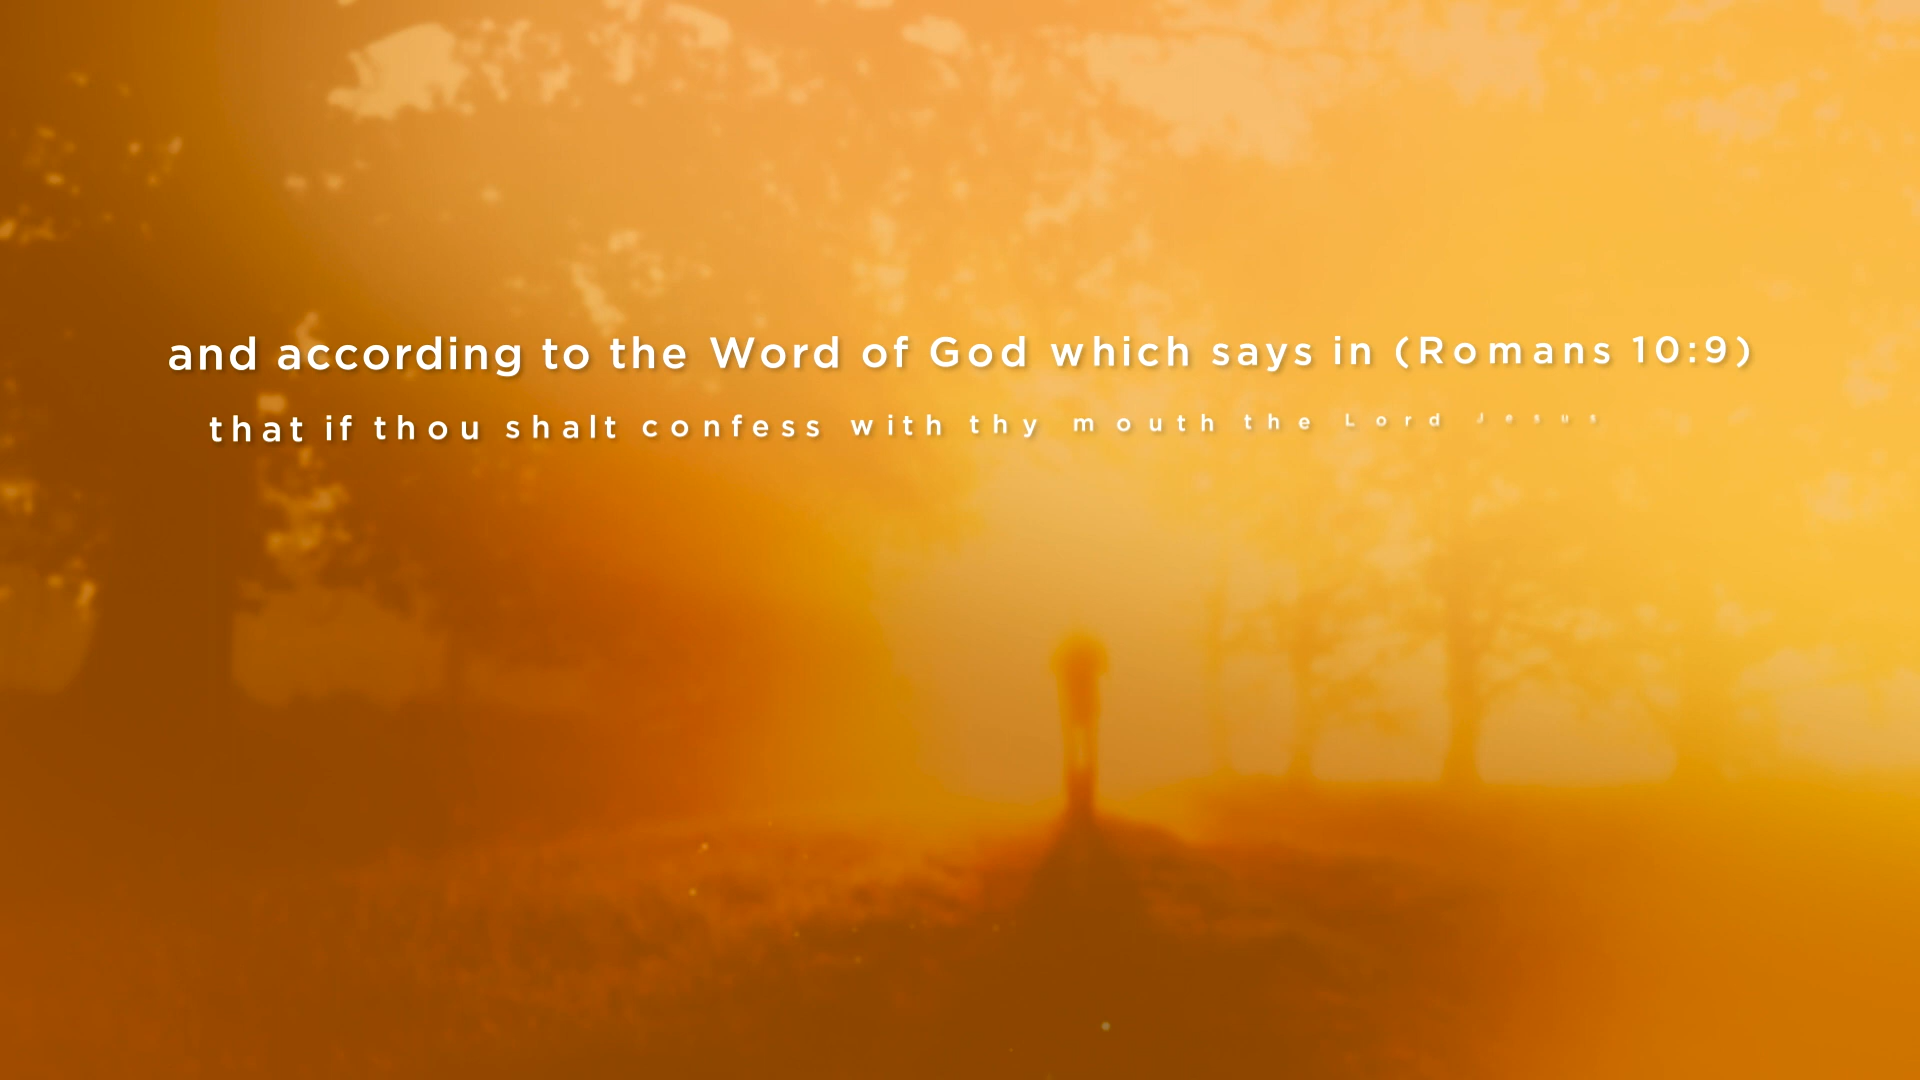 and according to the Word of God which says in (Romans 10:9)
that if thou shalt confess with thy mouth the Lord Jesus